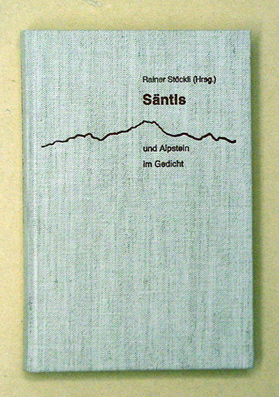 Rainer Stöckli (Hrsg.)
Säntis
und Alpstein
im Gedicht